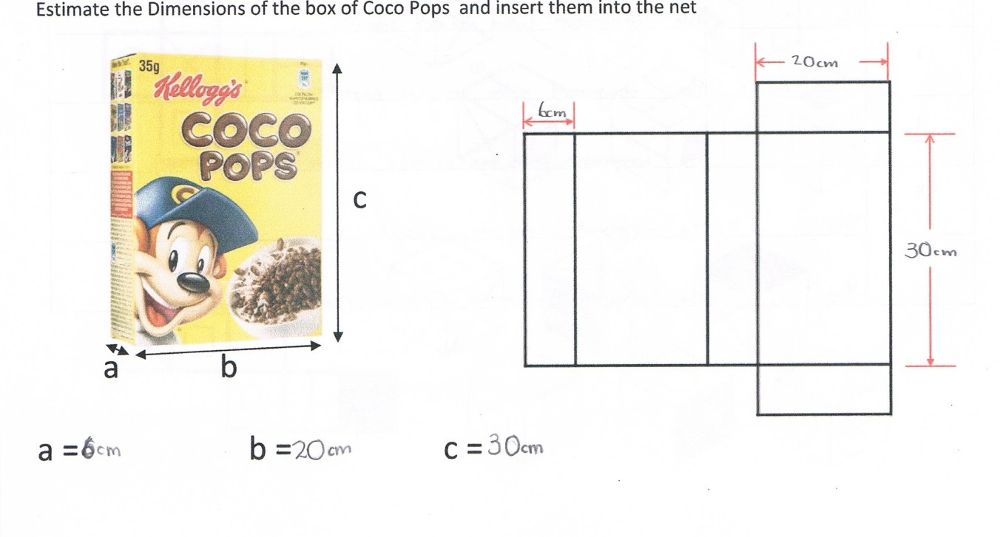 Estimate the Dimensions of the box of Coco Pops and insert them into the net
35g
Kellogg's
COCO
POPS
C
a
b
c
20cm
6cm
30cm
a = 6cm
b = 20cm
c = 30cm